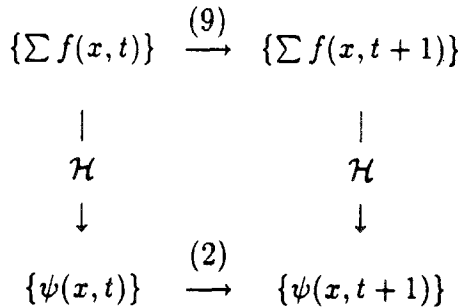 (9)
{∑ f(x,t)} ⟶ {∑ f(x,t+1)}
| |
ℋ ℋ
↓ ↓
(2)
{ψ(x,t)} ⟶ {ψ(x,t+1)}